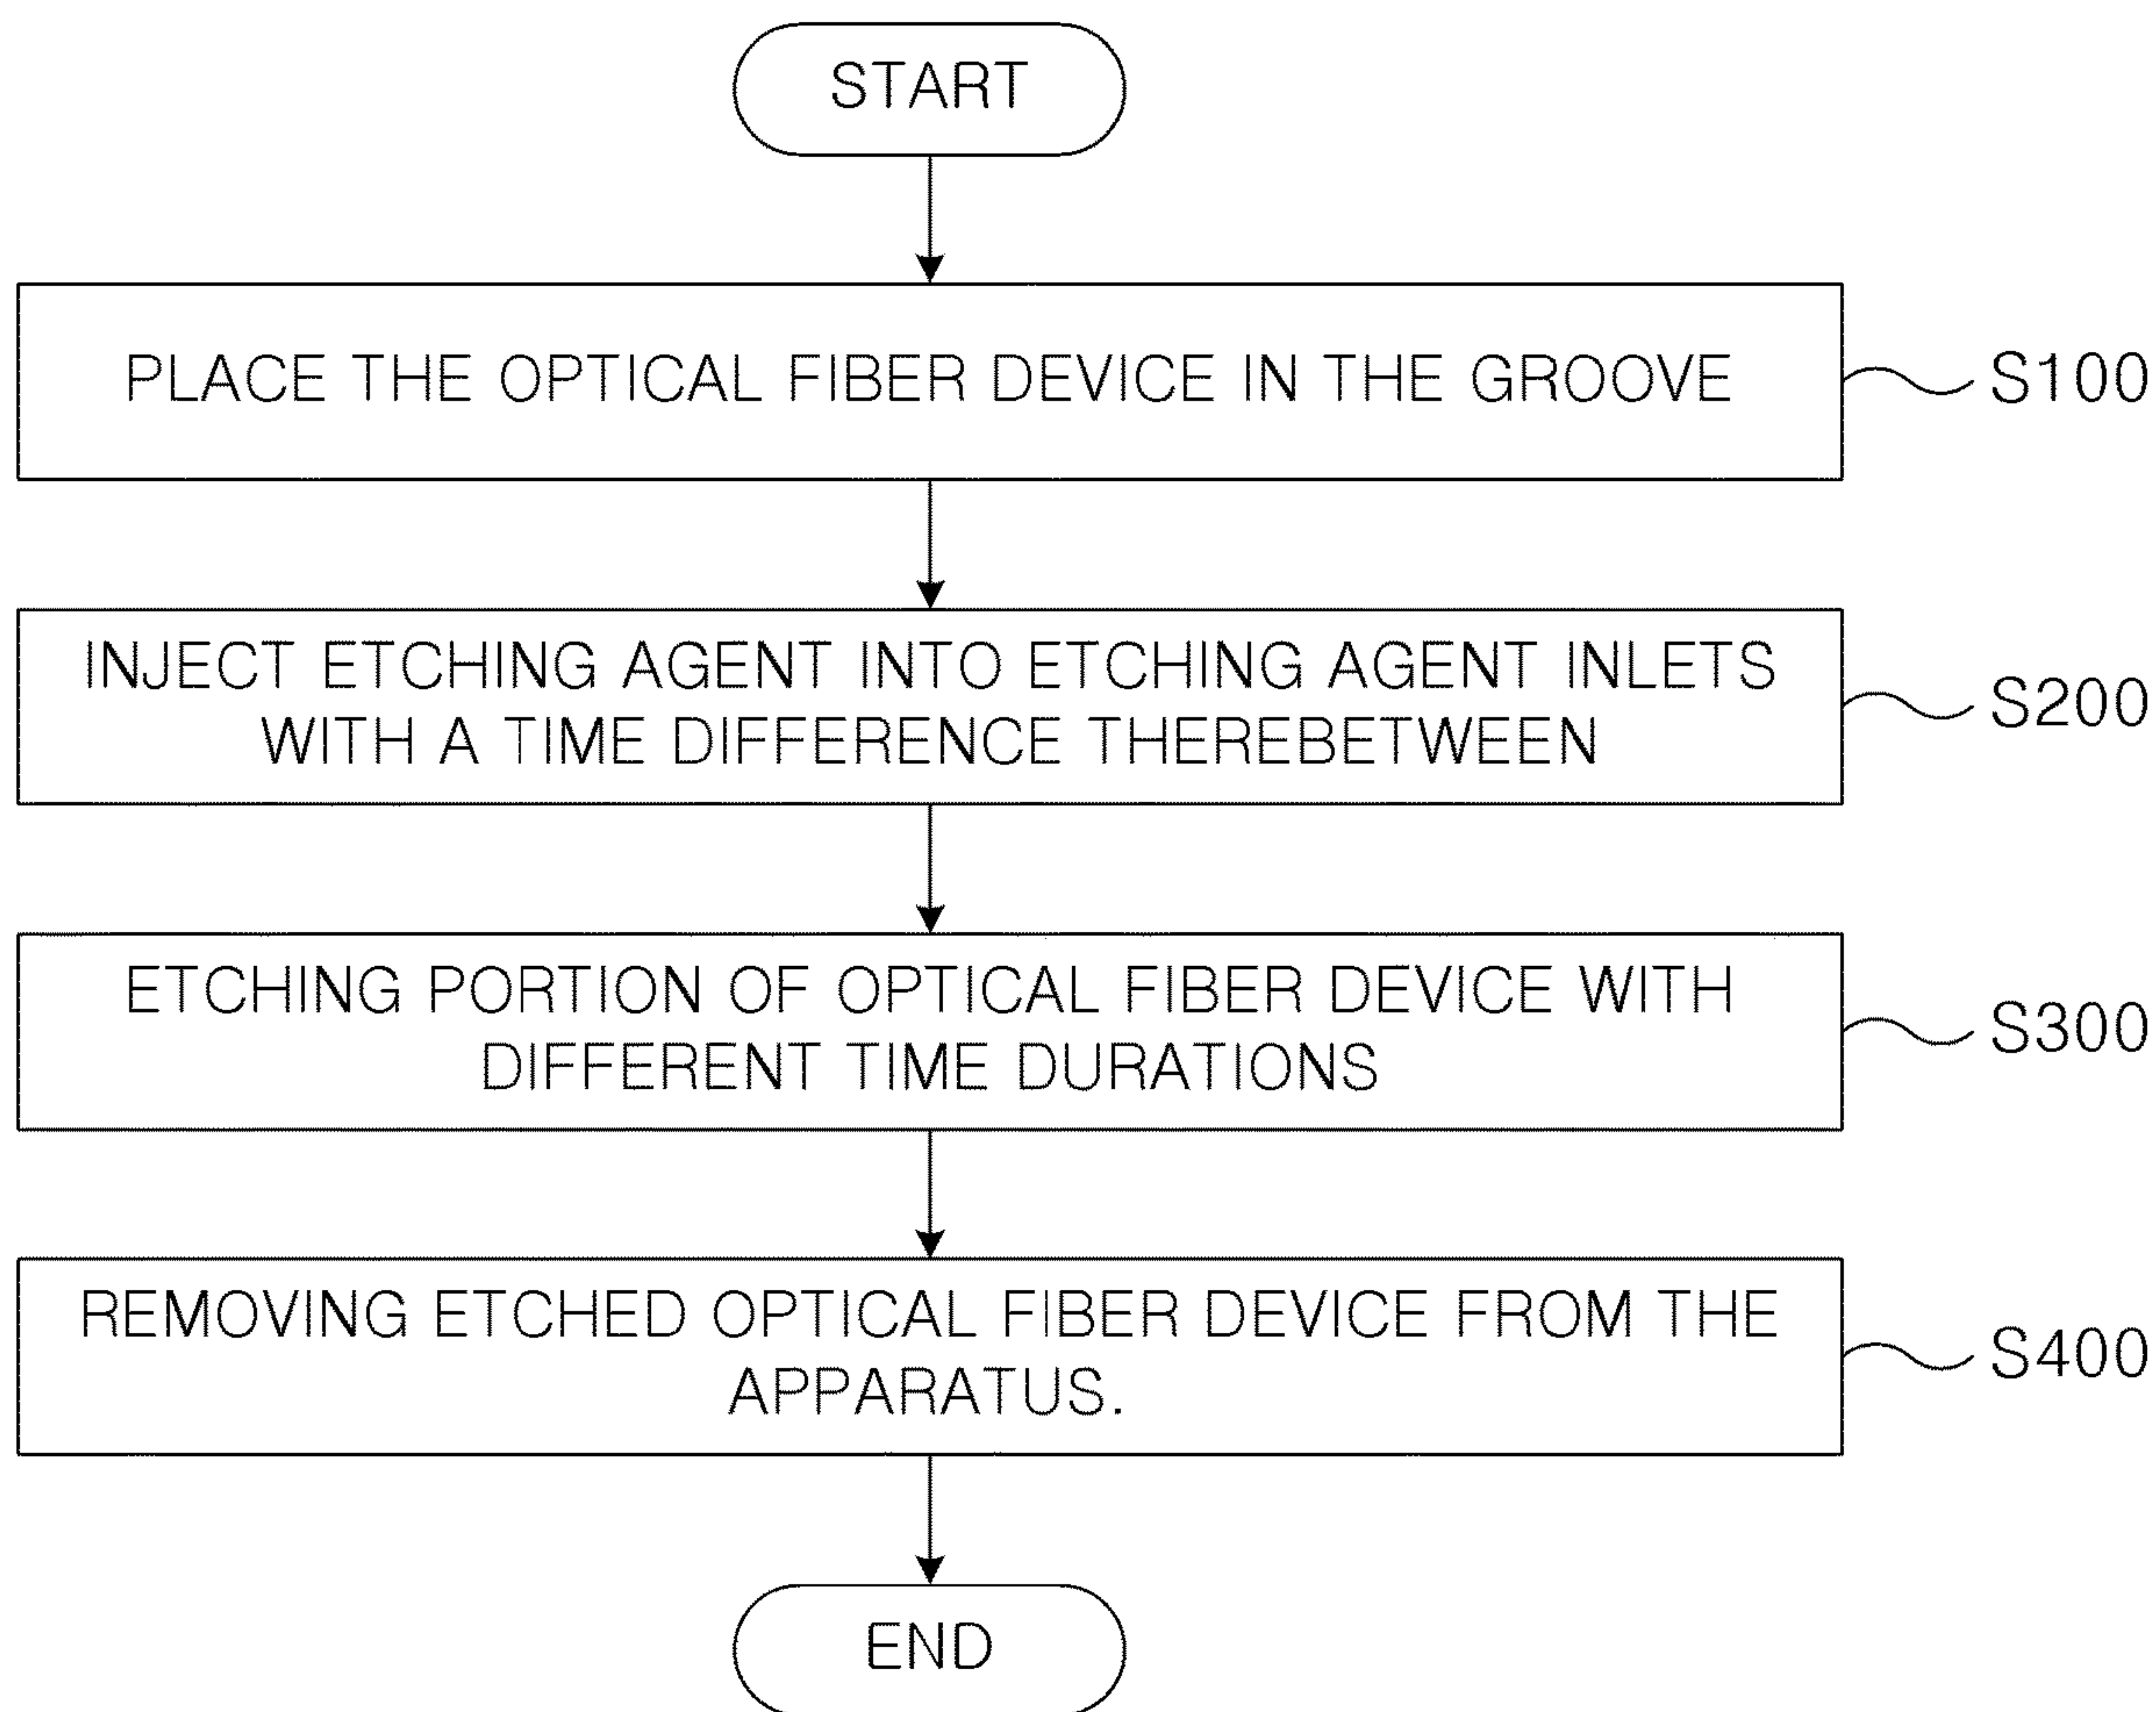 START
PLACE THE OPTICAL FIBER DEVICE IN THE GROOVE
S100
INJECT ETCHING AGENT INTO ETCHING AGENT INLETS
WITH A TIME DIFFERENCE THEREBETWEEN
S200
ETCHING PORTION OF OPTICAL FIBER DEVICE WITH
DIFFERENT TIME DURATIONS
S300
REMOVING ETCHED OPTICAL FIBER DEVICE FROM THE
APPARATUS.
S400
END